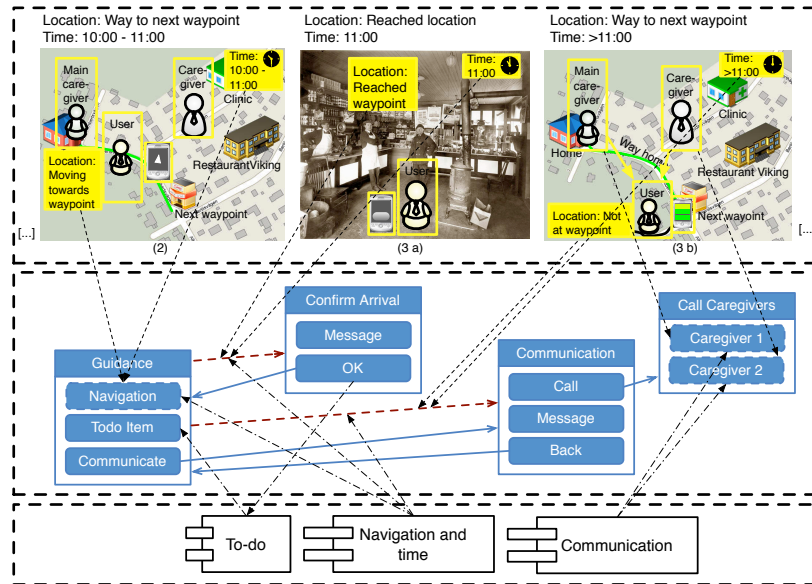 Location: Way to next waypoint
Time: 10:00 - 11:00
Location: Reached location
Time: 11:00
Location: Way to next waypoint
Time: >11:00
Main
care-
giver
Care-
giver
Time:
10:00 -
11:00
Clinic
User
Location:
Moving
towards
waypoint
RestaurantViking
Next waypoint
[...]
(2)
Location:
Reached
waypoint
Time:
11:00
User
(3 a)
Main
care-
giver
Care-
giver
Time:
>11:00
Clinic
Home
Way home
Restaurant Viking
User
Location: Not
at waypoint
Next waypoint
(3 b)
[...
Confirm Arrival
Message
OK
Call Caregivers
Caregiver 1
Caregiver 2
Guidance
Navigation
Todo Item
Communicate
Communication
Call
Message
Back
To-do
Navigation and
time
Communication